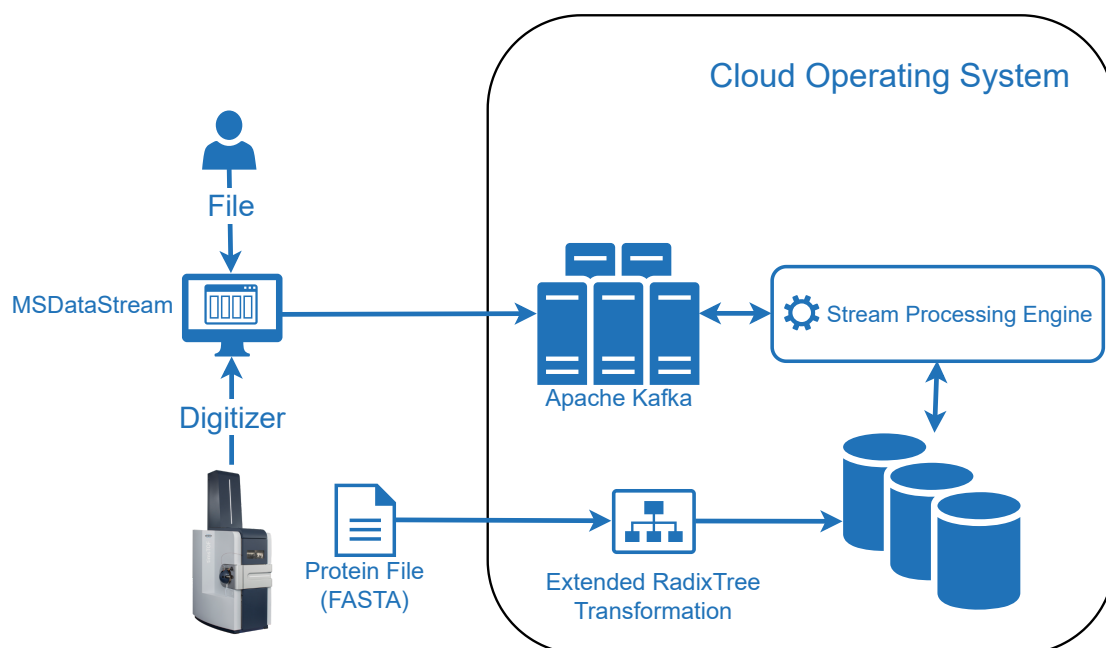 Cloud Operating System
File
MSDataStream
Stream Processing Engine
Apache Kafka
Digitizer
Protein File
(FASTA)
Extended RadixTree
Transformation